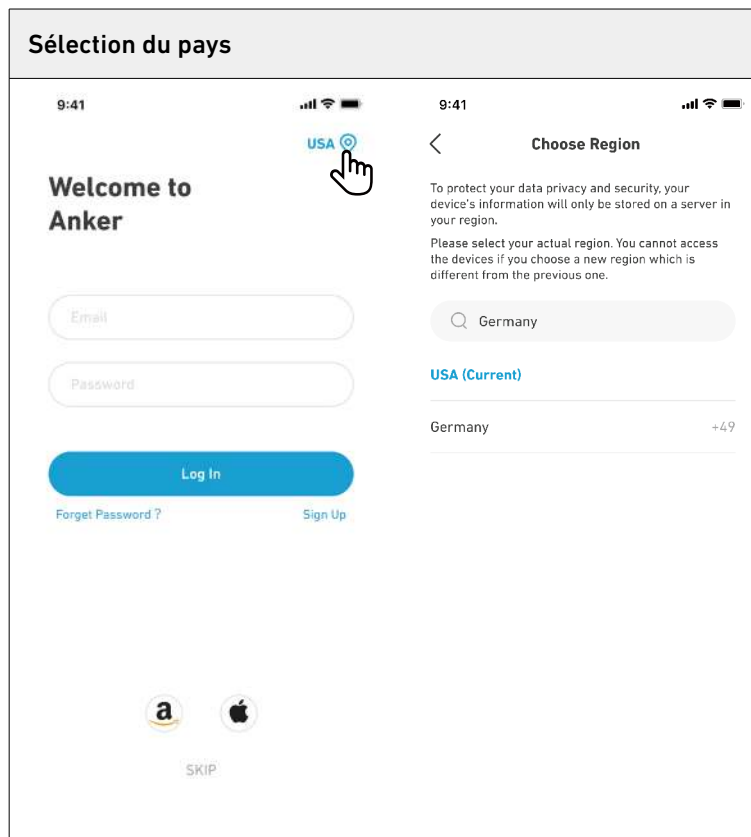 Sélection du pays
9:41
USA
Welcome to
Anker
Email
Password
Log In
Forget Password ?
Sign Up
a
SKIP
9:41
Choose Region
To protect your data privacy and security, your
device's information will only be stored on a server in
your region.
Please select your actual region. You cannot access
the devices if you choose a new region which is
different from the previous one.
Germany
USA (Current)
Germany +49